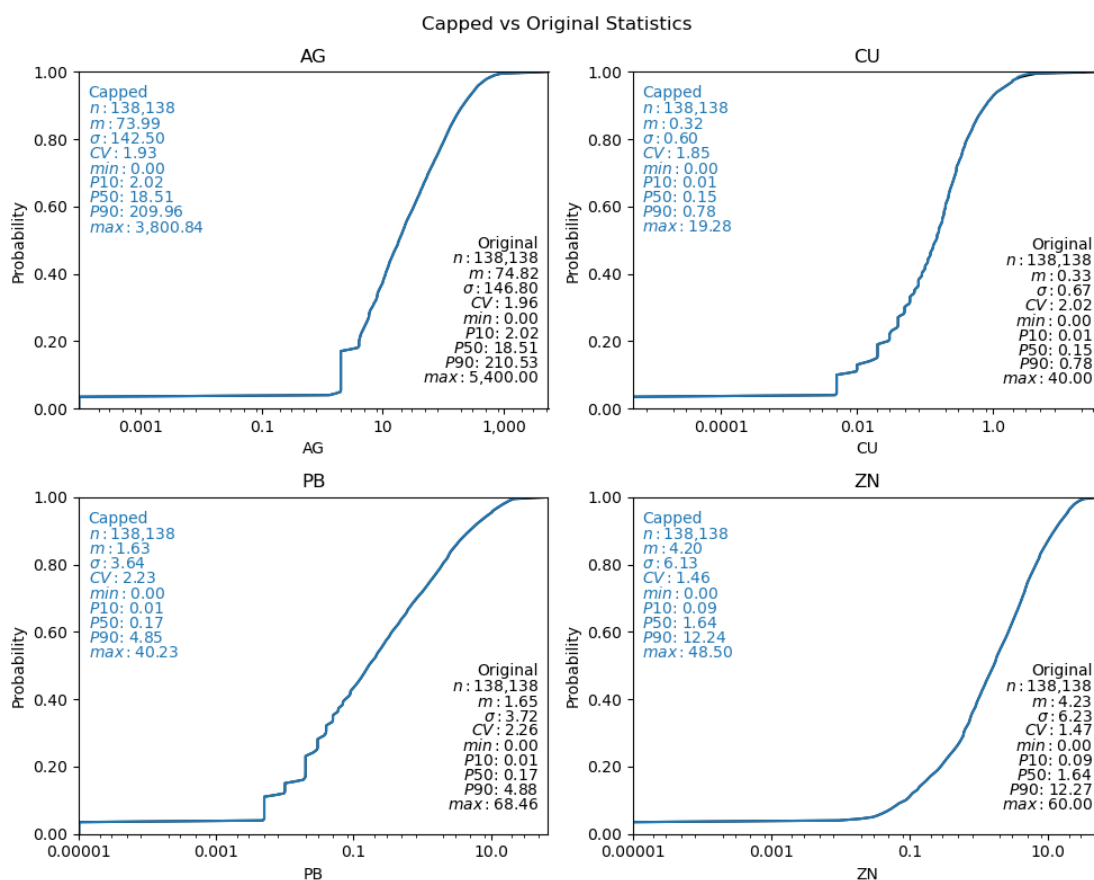 Capped vs Original Statistics
AG
1.00
0.80
0.60
0.40
0.20
0.00
Probability
Capped
n : 138,138
m : 73.99
σ : 142.50
CV : 1.93
min : 0.00
P10: 2.02
P50: 18.51
P90: 209.96
max : 3,800.84
Original
n : 138,138
m : 74.82
σ : 146.80
CV : 1.96
min : 0.00
P10: 2.02
P50: 18.51
P90: 210.53
max : 5,400.00
0.001 0.1 10 1,000
AG
CU
1.00
0.80
0.60
0.40
0.20
0.00
Probability
Capped
n : 138,138
m : 0.32
σ : 0.60
CV : 1.85
min : 0.00
P10: 0.01
P50: 0.15
P90: 0.78
max : 19.28
Original
n : 138,138
m : 0.33
σ : 0.67
CV : 2.02
min : 0.00
P10: 0.01
P50: 0.15
P90: 0.78
max : 40.00
0.0001 0.01 1.0
CU
PB
1.00
0.80
0.60
0.40
0.20
0.00
Probability
Capped
n : 138,138
m : 1.63
σ : 3.64
CV : 2.23
min : 0.00
P10: 0.01
P50: 0.17
P90: 4.85
max : 40.23
Original
n : 138,138
m : 1.65
σ : 3.72
CV : 2.26
min : 0.00
P10: 0.01
P50: 0.17
P90: 4.88
max : 68.46
0.00001 0.001 0.1 10.0
PB
ZN
1.00
0.80
0.60
0.40
0.20
0.00
Probability
Capped
n : 138,138
m : 4.20
σ : 6.13
CV : 1.46
min : 0.00
P10: 0.09
P50: 1.64
P90: 12.24
max : 48.50
Original
n : 138,138
m : 4.23
σ : 6.23
CV : 1.47
min : 0.00
P10: 0.09
P50: 1.64
P90: 12.27
max : 60.00
0.00001 0.001 0.1 10.0
ZN